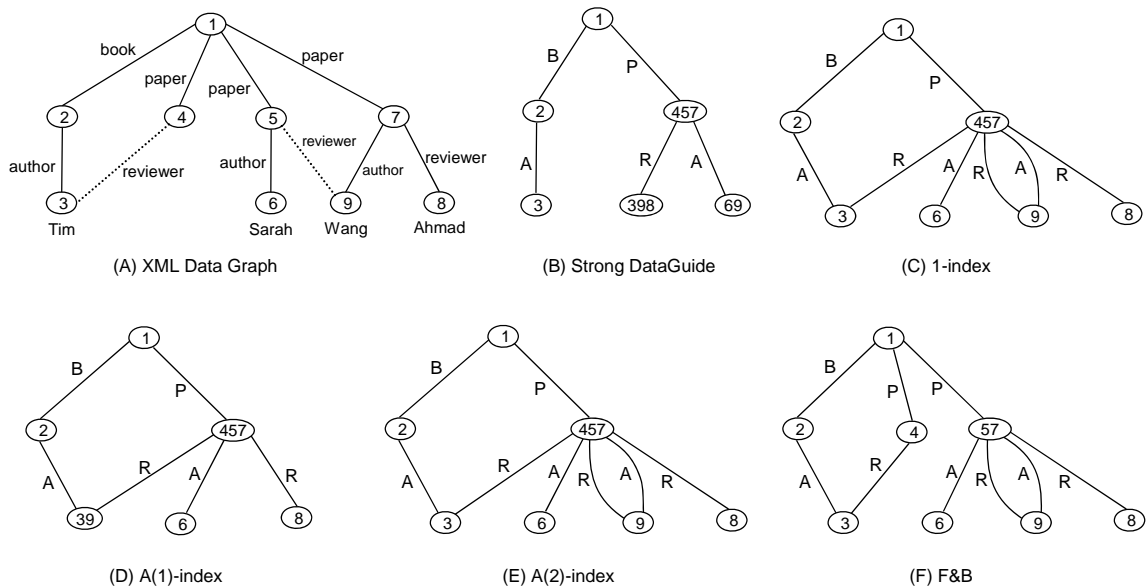 1
book
paper
paper
paper
2
4
5
7
author
reviewer
author
reviewer
author
reviewer
3
6
9
8
Tim
Sarah
Wang
Ahmad
(A) XML Data Graph
1
B
P
2
457
A
R
A
3
398
69
(B) Strong DataGuide
1
B
P
2
457
A
R
A
R
A
R
3
6
9
8
(C) 1-index
1
B
P
2
457
A
R
A
R
39
6
8
(D) A(1)-index
1
B
P
2
457
A
R
A
R
A
R
3
6
9
8
(E) A(2)-index
1
B
P
P
2
4
57
A
R
A
R
A
R
3
6
9
8
(F) F&B